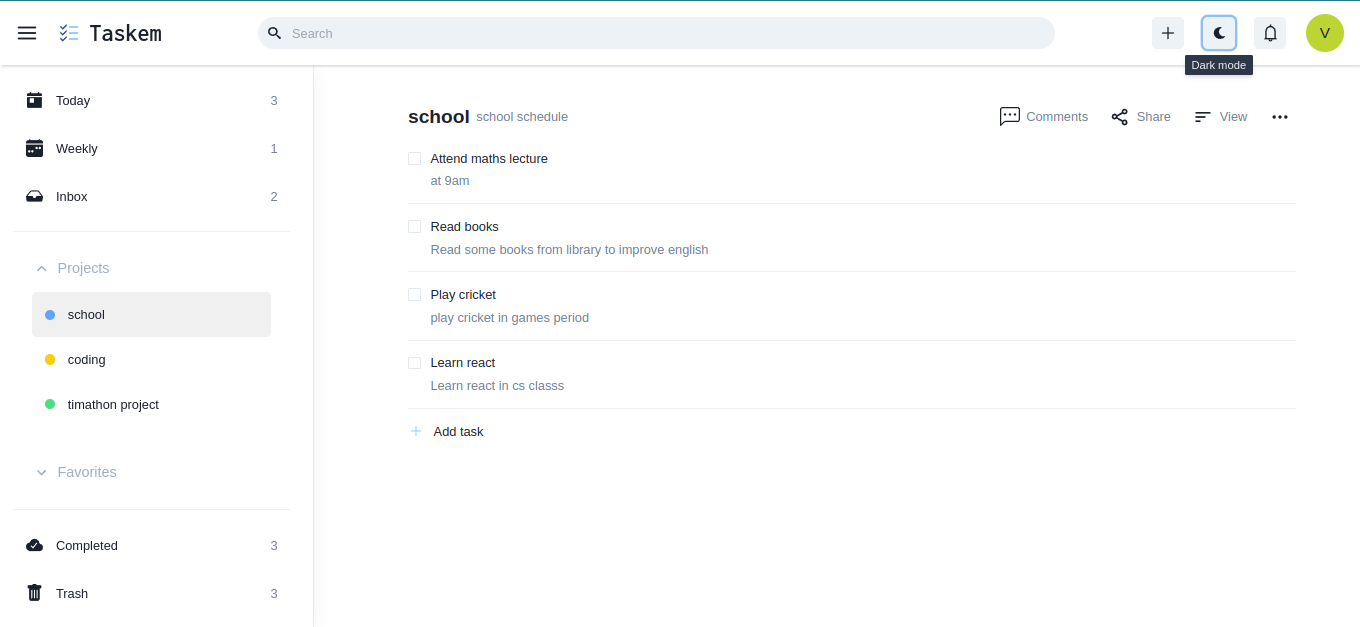 Taskem
Search
V
Dark mode
Today 3
Weekly 1
Inbox 2
Projects
school
coding
timathon project
Favorites
Completed 3
Trash 3
school school schedule
Comments Share View
Attend maths lecture
at 9am
Read books
Read some books from library to improve english
Play cricket
play cricket in games period
Learn react
Learn react in cs classs
Add task